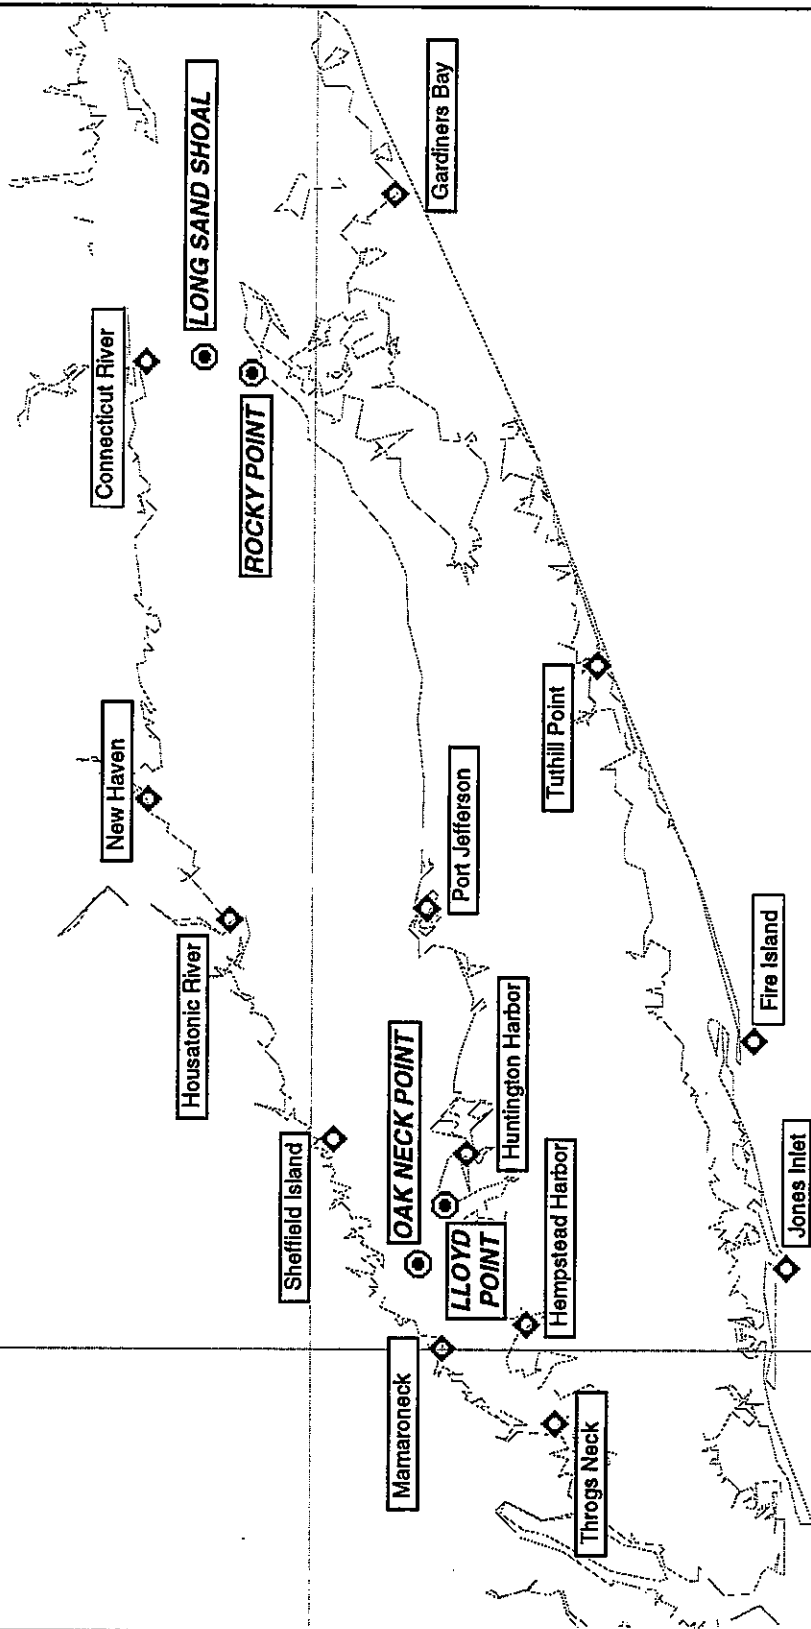 Connecticut River
LONG SAND SHOAL
New Haven
ROCKY POINT
Housatonic River
Gardiners Bay
Sheffield Island
OAK NECK POINT
Port Jefferson
Mamaroneck
LLOYD
POINT
Huntington Harbor
Tuthill Point
Hempstead Harbor
Throgs Neck
Fire Island
Jones Inlet